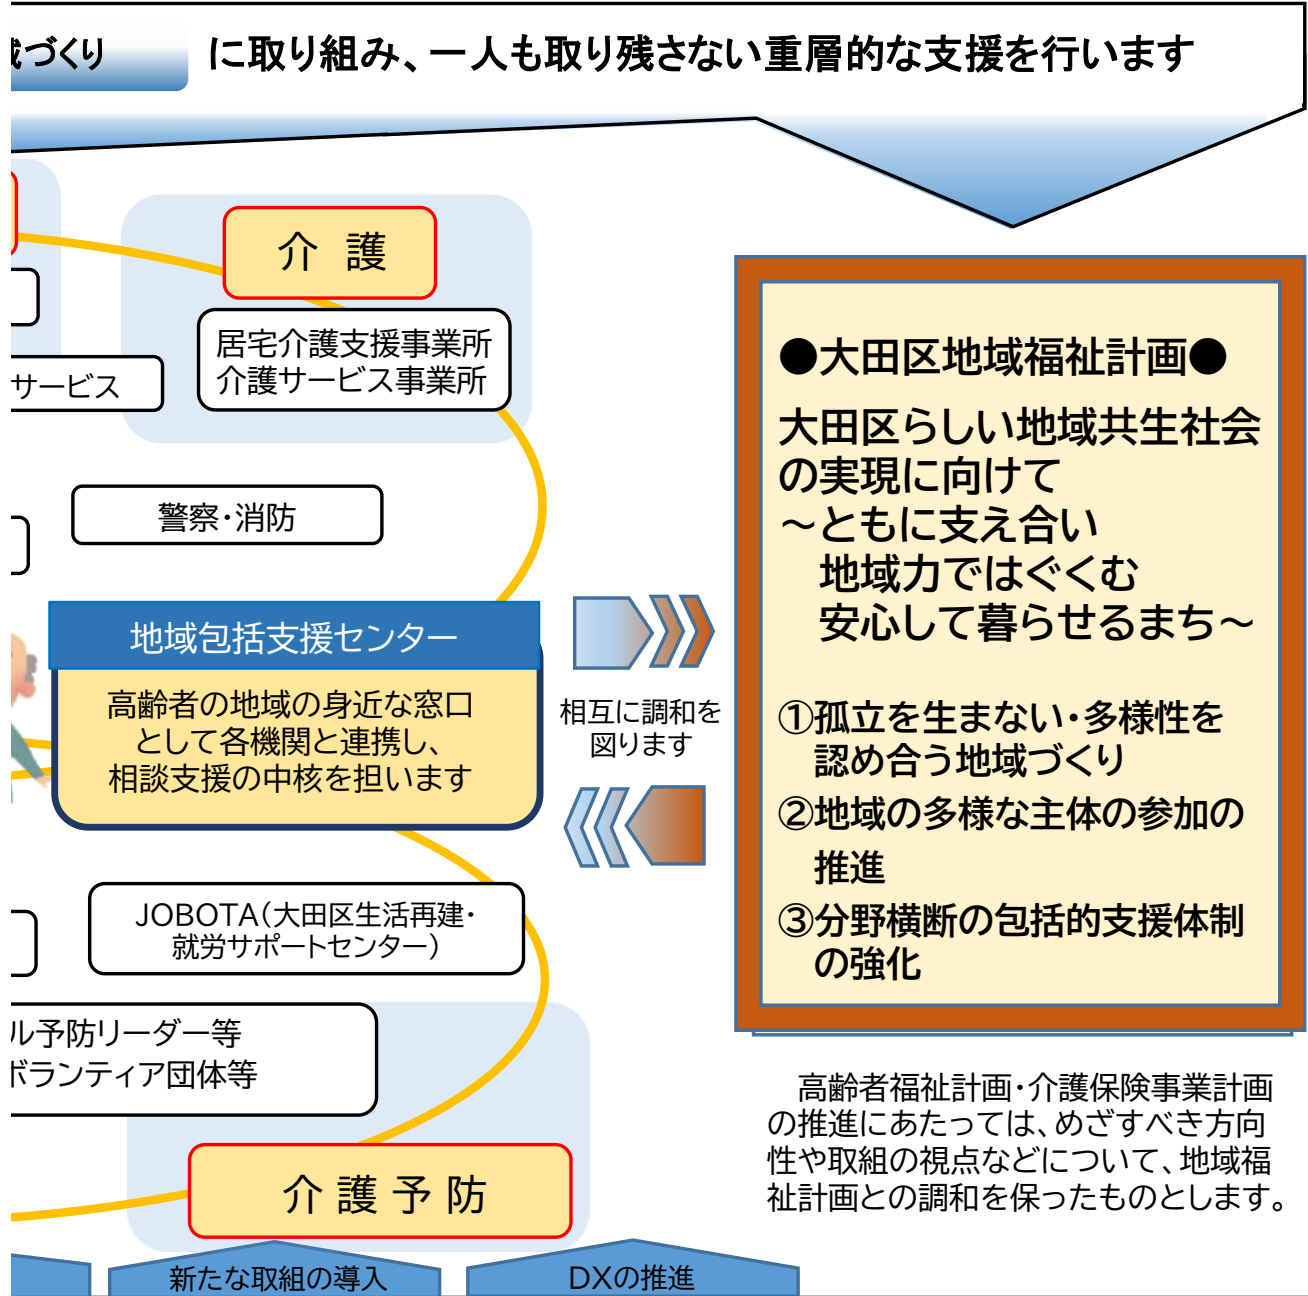 づくり に取り組み、一人も取り残さない重層的な支援を行います
介 護
居宅介護支援事業所
介護サービス事業所
サービス
警察・消防
地域包括支援センター
高齢者の地域の身近な窓口
として各機関と連携し、
相談支援の中核を担います
JOBOTA(大田区生活再建・
就労サポートセンター)
ル予防リーダー等
ボランティア団体等
介 護 予 防
新たな取組の導入
DXの推進
相互に調和を
図ります
●大田区地域福祉計画●
大田区らしい地域共生社会
の実現に向けて
～ともに支え合い
地域力ではぐくむ
安心して暮らせるまち～
①孤立を生まない・多様性を
認め合う地域づくり
②地域の多様な主体の参加の
推進
③分野横断の包括的支援体制
の強化
高齢者福祉計画・介護保険事業計画
の推進にあたっては、めざすべき方向
性や取組の視点などについて、地域福
祉計画との調和を保ったものとします。